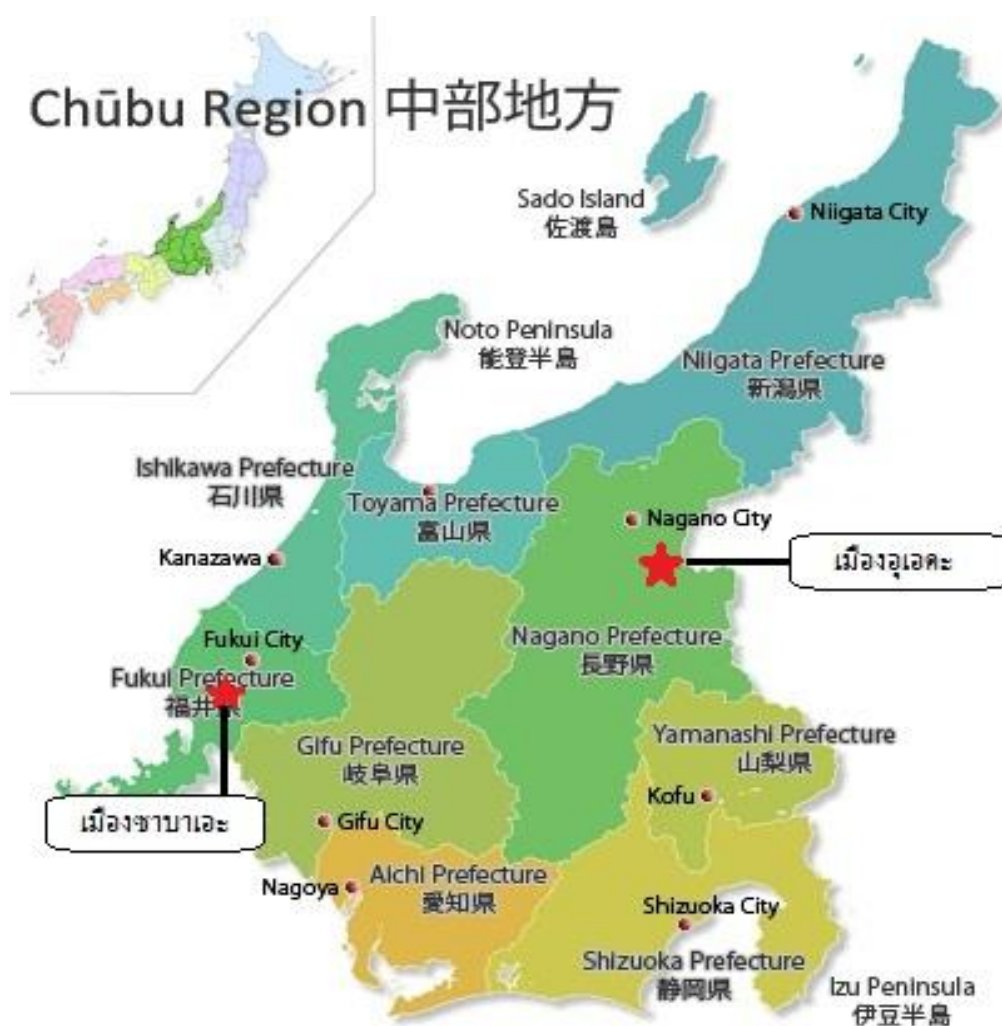 Chūbu Region 中部地方
Sado Island
佐渡島
Niigata City
Noto Peninsula
能登半島
Niigata Prefecture
新潟県
Ishikawa Prefecture
石川県
Toyama Prefecture
富山県
Nagano City
Kanazawa
เมืองอุเอดะ
Fukui City
Nagano Prefecture
長野県
Fukui Prefecture
福井県
Gifu Prefecture
岐阜県
Yamanashi Prefecture
山梨県
Kofu
เมืองซาบาเอะ
Gifu City
Nagoya
Aichi Prefecture
愛知県
Shizuoka City
Shizuoka Prefecture
静岡県
Izu Peninsula
伊豆半島